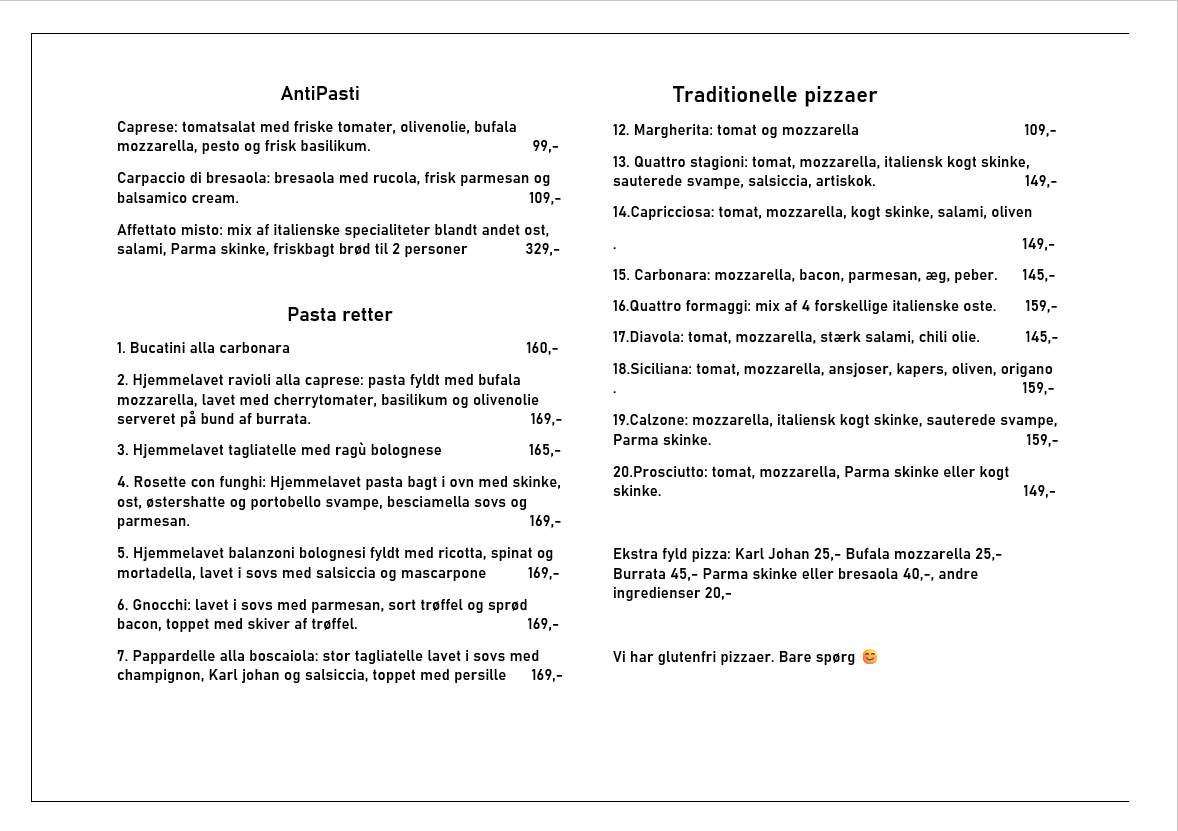 AntiPasti
Caprese: tomatsalat med friske tomater, olivenolie, bufala
mozzarella, pesto og frisk basilikum. 99,-
Carpaccio di bresaola: bresaola med rucola, frisk parmesan og
balsamico cream. 109,-
Affettato misto: mix af italienske specialiteter blandt andet ost,
salami, Parma skinke, friskbagt brød til 2 personer 329,-
Pasta retter
1. Bucatini alla carbonara 160,-
2. Hjemmelavet ravioli alla caprese: pasta fyldt med bufala
mozzarella, lavet med cherrytomater, basilikum og olivenolie
serveret på bund af burrata. 169,-
3. Hjemmelavet tagliatelle med ragù bolognese 165,-
4. Rosette con funghi: Hjemmelavet pasta bagt i ovn med skinke,
ost, østershatte og portobello svampe, besciamella sovs og
parmesan. 169,-
5. Hjemmelavet balanzoni bolognesi fyldt med ricotta, spinat og
mortadella, lavet i sovs med salsiccia og mascarpone 169,-
6. Gnocchi: lavet i sovs med parmesan, sort trøffel og sprød
bacon, toppet med skiver af trøffel. 169,-
7. Pappardelle alla boscaiola: stor tagliatelle lavet i sovs med
champignon, Karl johan og salsiccia, toppet med persille 169,-
Traditionelle pizzaer
12. Margherita: tomat og mozzarella 109,-
13. Quattro stagioni: tomat, mozzarella, italiensk kogt skinke,
sauterede svampe, salsiccia, artiskok. 149,-
14.Capricciosa: tomat, mozzarella, kogt skinke, salami, oliven
. 149,-
15. Carbonara: mozzarella, bacon, parmesan, æg, peber. 145,-
16.Quattro formaggi: mix af 4 forskellige italienske oste. 159,-
17.Diavola: tomat, mozzarella, stærk salami, chili olie. 145,-
18.Siciliana: tomat, mozzarella, ansjoser, kapers, oliven, origano
. 159,-
19.Calzone: mozzarella, italiensk kogt skinke, sauterede svampe,
Parma skinke. 159,-
20.Prosciutto: tomat, mozzarella, Parma skinke eller kogt
skinke. 149,-
Ekstra fyld pizza: Karl Johan 25,- Bufala mozzarella 25,-
Burrata 45,- Parma skinke eller bresaola 40,-, andre
ingredienser 20,-
Vi har glutenfri pizzaer. Bare spørg 😊